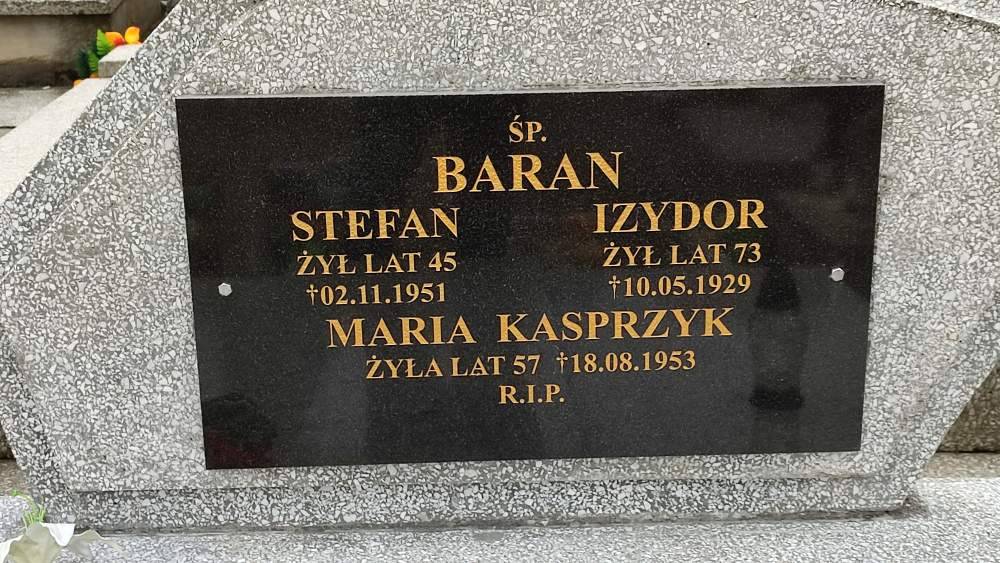 ŚP.
BARAN
STEFAN IZYDOR
ŻYŁ LAT 45 ŻYŁ LAT 73
†02.11.1951 †10.05.1929
MARIA KASPRZYK
ŻYŁA LAT 57 †18.08.1953
R.I.P.